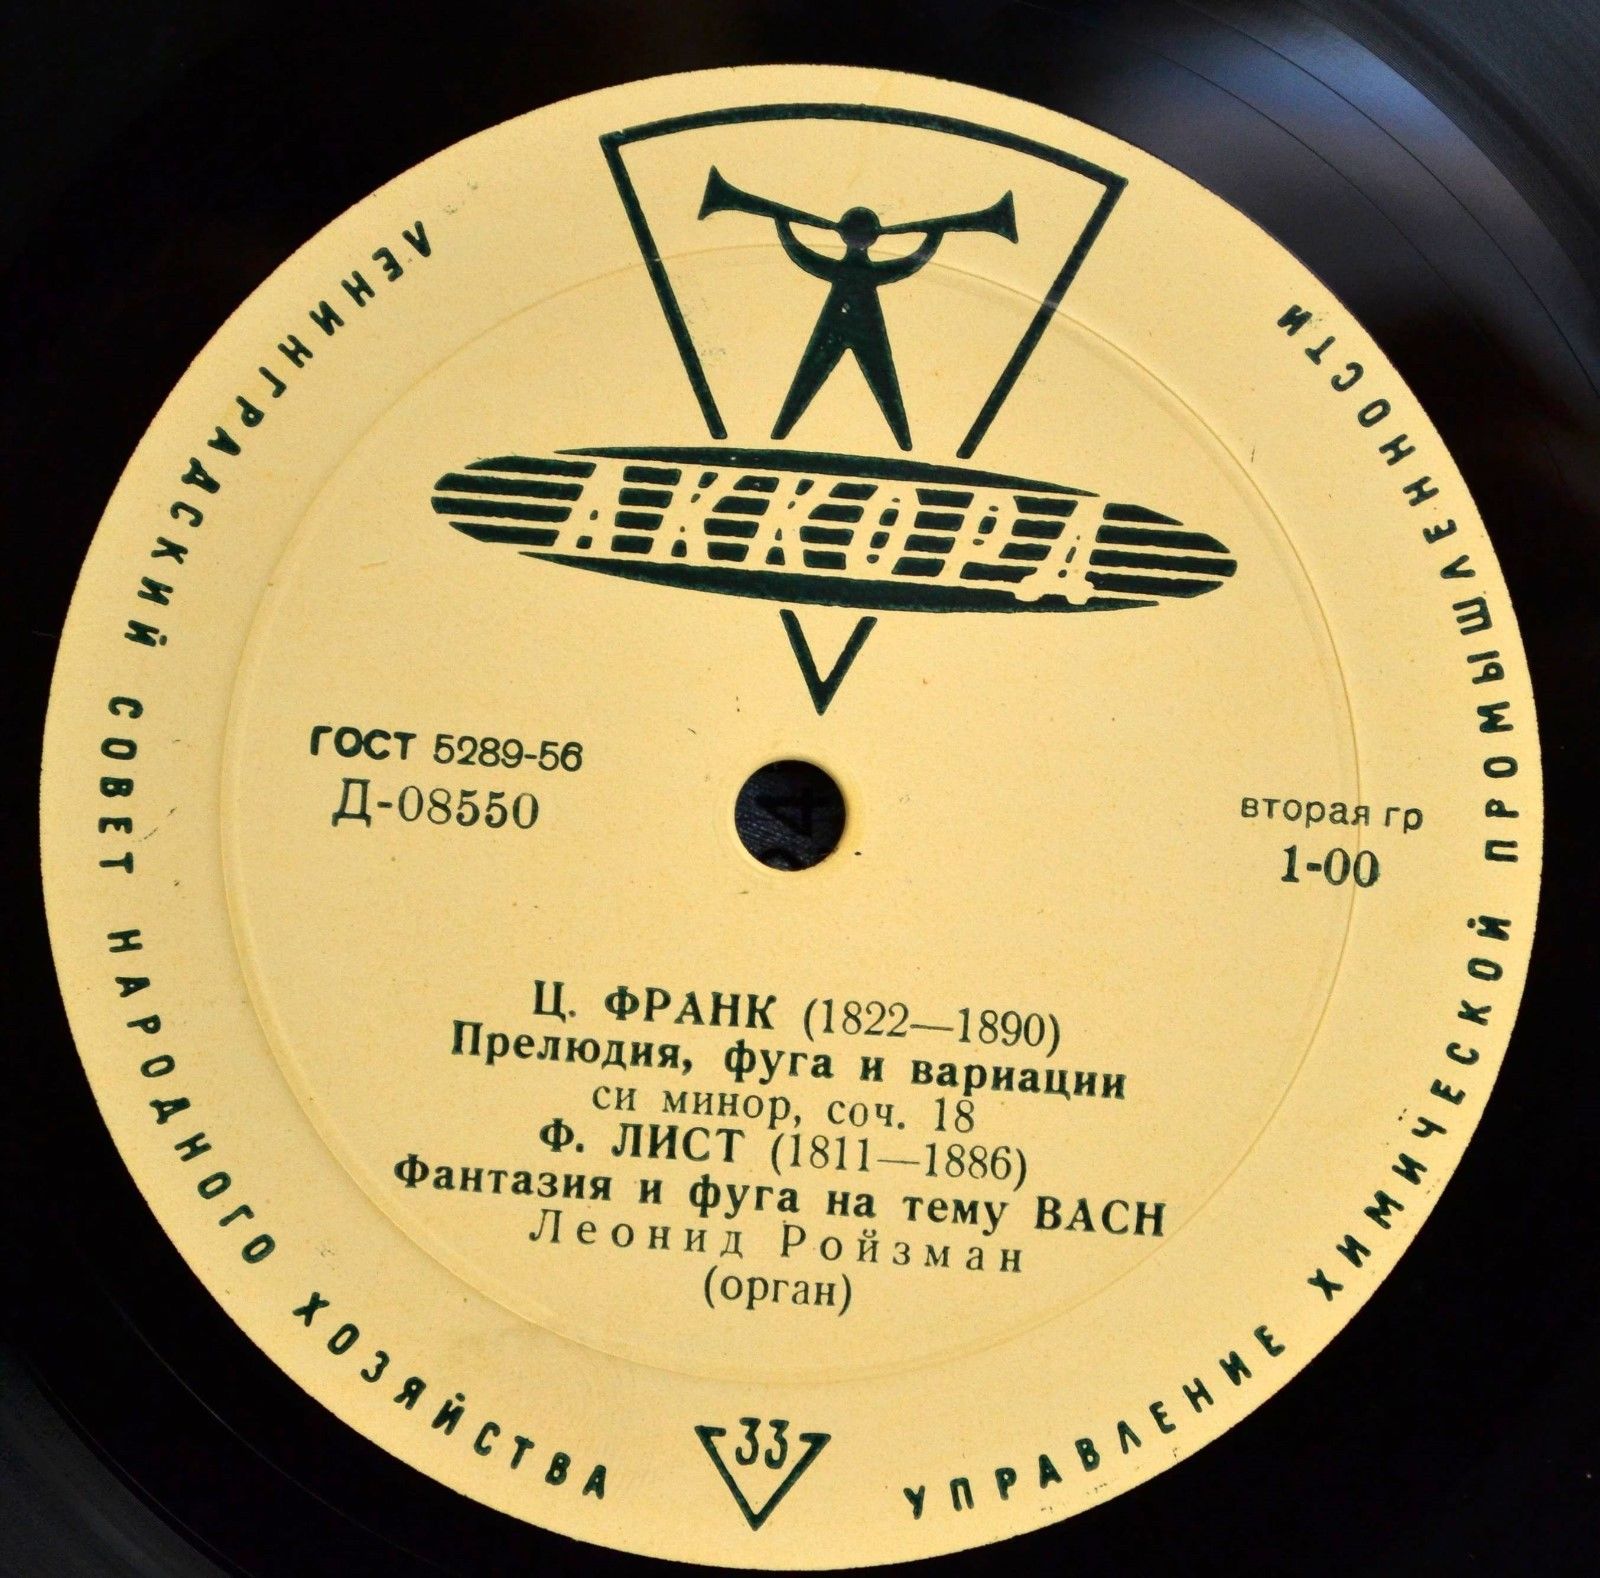 ЛЕНИНГРАДСКИЙ СОВЕТ НАРОДНОГО ХОЗЯЙСТВА
УПРАВЛЕНИЕ ХИМИЧЕСКОЙ ПРОМЫШЛЕННОСТИ
АККОРД
ГОСТ 5289-56
Д-08550
вторая гр
1-00
Ц. ФРАНК (1822—1890)
Прелюдия, фуга и вариации
си минор, соч. 18
Ф. ЛИСТ (1811—1886)
Фантазия и фуга на тему BACH
Леонид Ройзман
(орган)
33